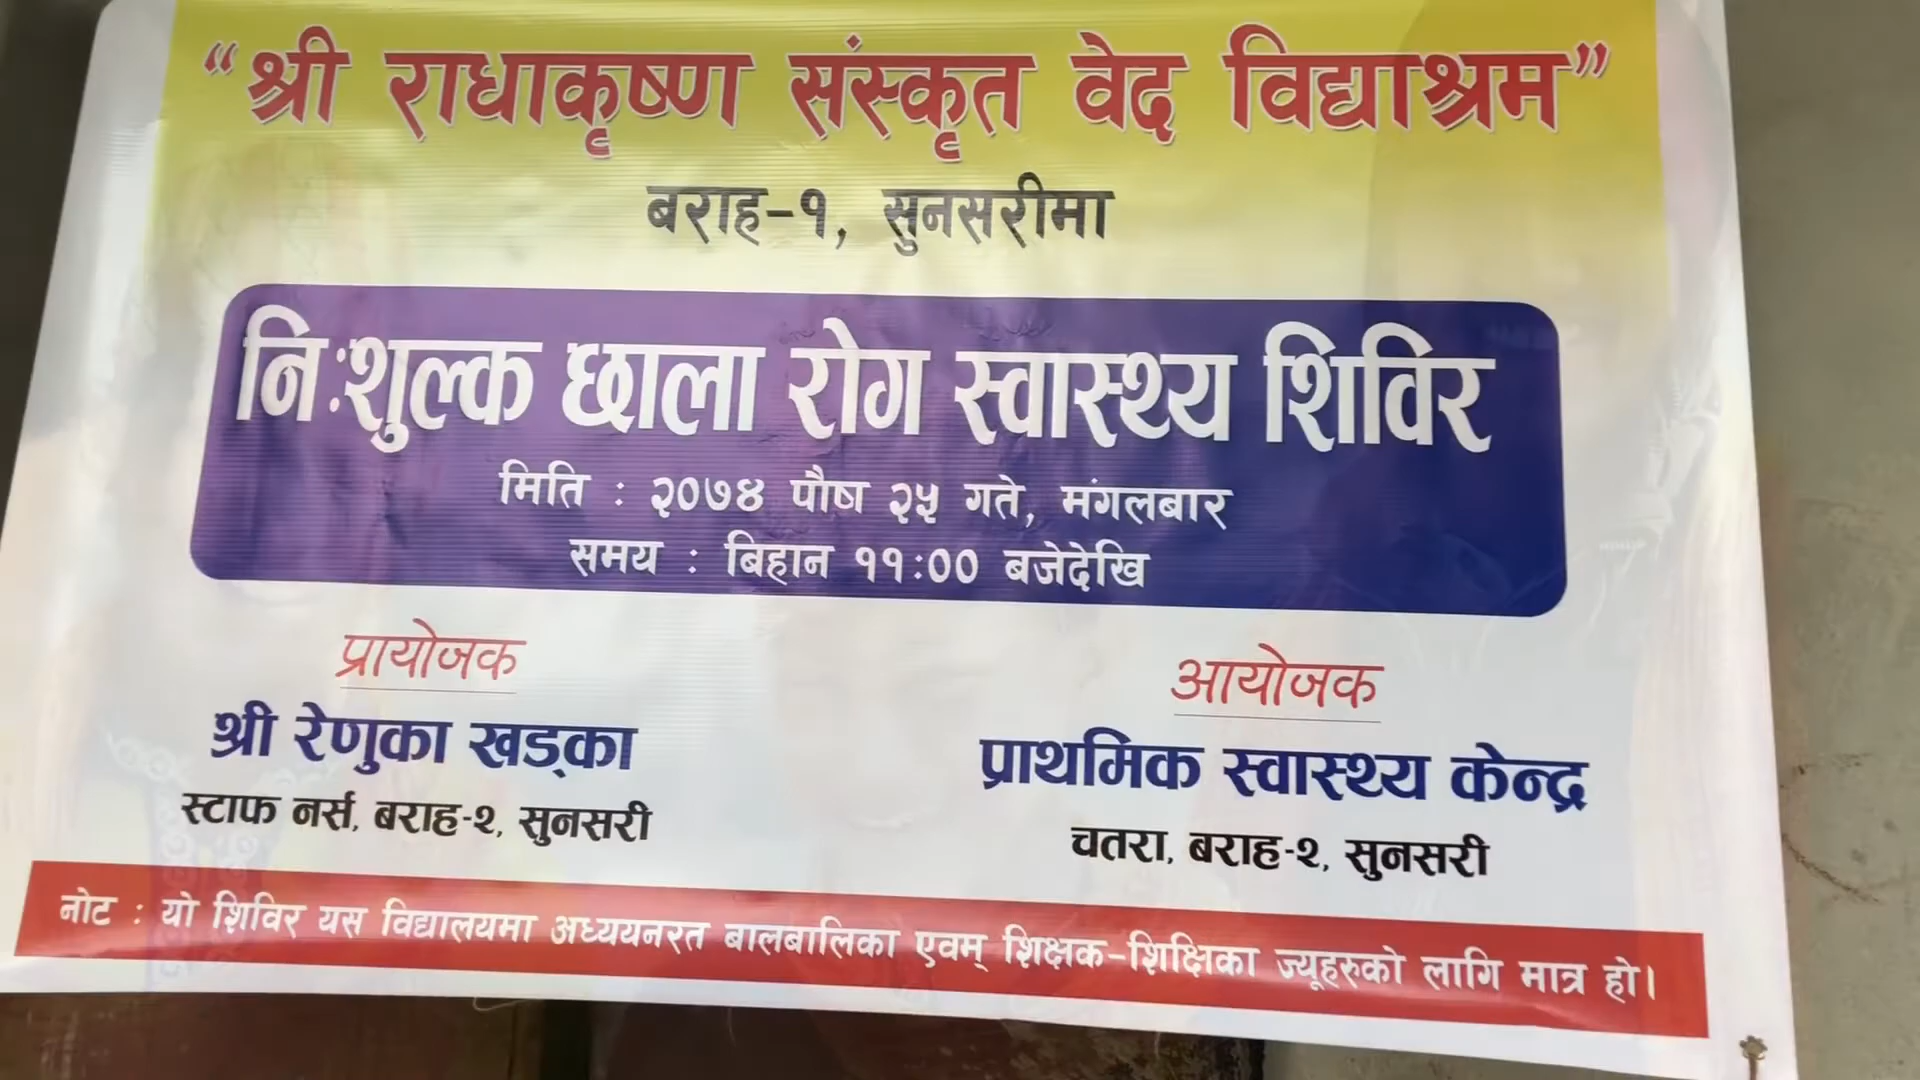 “श्री राधाकृष्ण संस्कृत वेद विद्याश्रम”
बराह-१, सुनसरीमा
नि:शुल्क छाला रोग स्वास्थ्य शिविर
मिति : २०७४ पौष २५ गते, मंगलबार
समय : बिहान ११:०० बजेदेखि
प्रायोजक
श्री रेणुका खड्का
स्टाफ नर्स, बराह-२, सुनसरी
आयोजक
प्राथमिक स्वास्थ्य केन्द्र
चतरा, बराह-२, सुनसरी
नोट : यो शिविर यस विद्यालयमा अध्ययनरत बालबालिका एवम् शिक्षक-शिक्षिका ज्यूहरुको लागि मात्र हो।